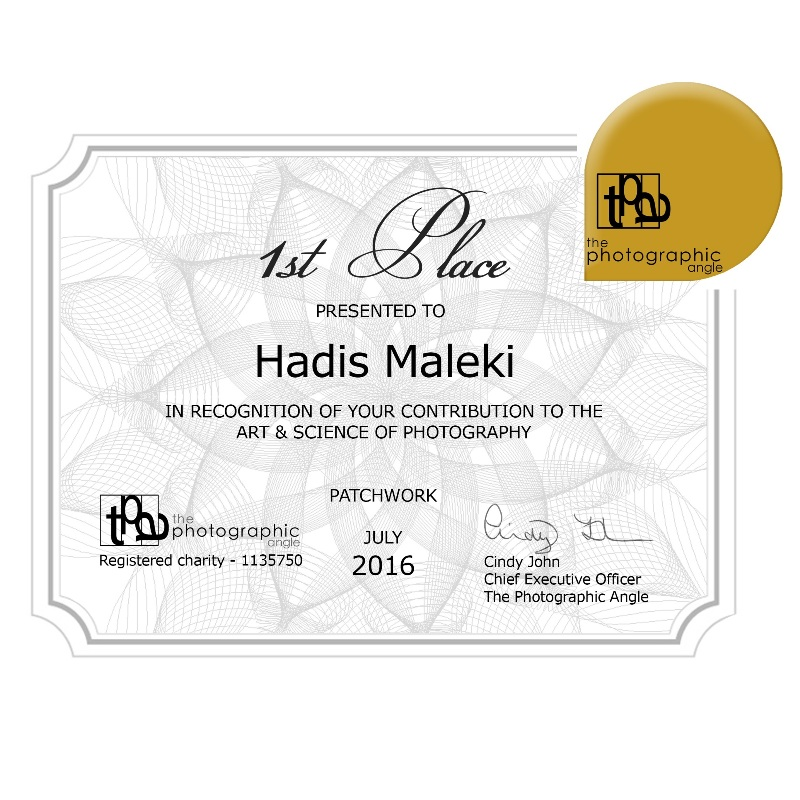 tpa
the
photographic
angle
1st Place
PRESENTED TO
Hadis Maleki
IN RECOGNITION OF YOUR CONTRIBUTION TO THE
ART & SCIENCE OF PHOTOGRAPHY
PATCHWORK
JULY
2016
tpa
the
photographic
angle
Registered charity - 1135750
Cindy John
Cindy John
Chief Executive Officer
The Photographic Angle